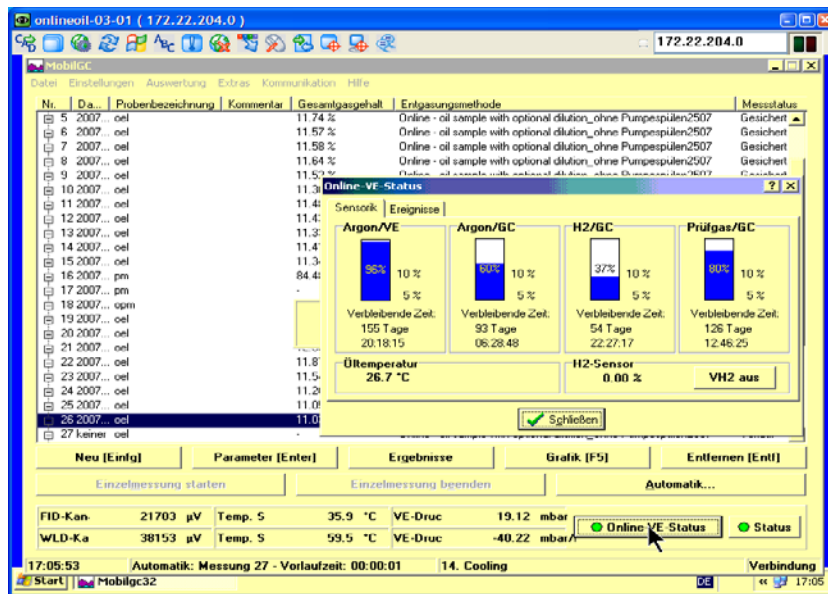 onlineoil-03-01 ( 172.22.204.0 )
172.22.204.0
MobilGC
Datei Einstellungen Auswertung Extras Kommunikation Hilfe
Nr. Da... Probenbezeichnung Kommentar Gesamtgasgehalt Entgasungsmethode Messstatus
5 2007... oel 11.74 % Online - oil sample with optional dilution_ohne Pumpespülen2507 Gesichert
6 2007... oel 11.57 % Online - oil sample with optional dilution_ohne Pumpespülen2507 Gesichert
7 2007... oel 11.58 % Online - oil sample with optional dilution_ohne Pumpespülen2507 Gesichert
8 2007... oel 11.64 % Online - oil sample with optional dilution_ohne Pumpespülen2507 Gesichert
9 2007... oel
10 2007... oel
11 2007... oel
12 2007... oel
13 2007... oel
14 2007... oel
15 2007... oel
16 2007... pm
17 2007... pm -
18 2007... opm
19 2007... oel
20 2007... oel
21 2007... oel
22 2007... oel
23 2007... oel
24 2007... oel
25 2007... oel
26 2007... oel
27 keiner oel -
Online-VE-Status
Sensorik Ereignisse
Argon/VE Argon/GC H2/GC Prüfgas/GC
96% 10 % 60% 10 % 37% 10 % 80% 10 %
5 % 5 % 5 % 5 %
Verbleibende Zeit: Verbleibende Zeit: Verbleibende Zeit: Verbleibende Zeit:
155 Tage 93 Tage 54 Tage 126 Tage
20:18:15 06:28:48 22:27:17 12:46:25
Öltemperatur H2-Sensor
26.7 °C 0.00 % VH2 aus
Schließen
Neu [Einfg] Parameter [Enter] Ergebnisse Grafik [F5] Entfernen [Entf]
Einzelmessung starten Einzelmessung beenden Automatik...
FID-Kan- 21703 µV Temp. S 35.9 °C VE-Druc 19.12 mbar
WLD-Ka 38153 µV Temp. S 59.5 °C VE-Druc -40.22 mbar/
Online-VE-Status Status
17:05:53 Automatik: Messung 27 - Vorlaufzeit: 00:00:01 14. Cooling Verbindung
Start Mobilgc32 DE « 17:05